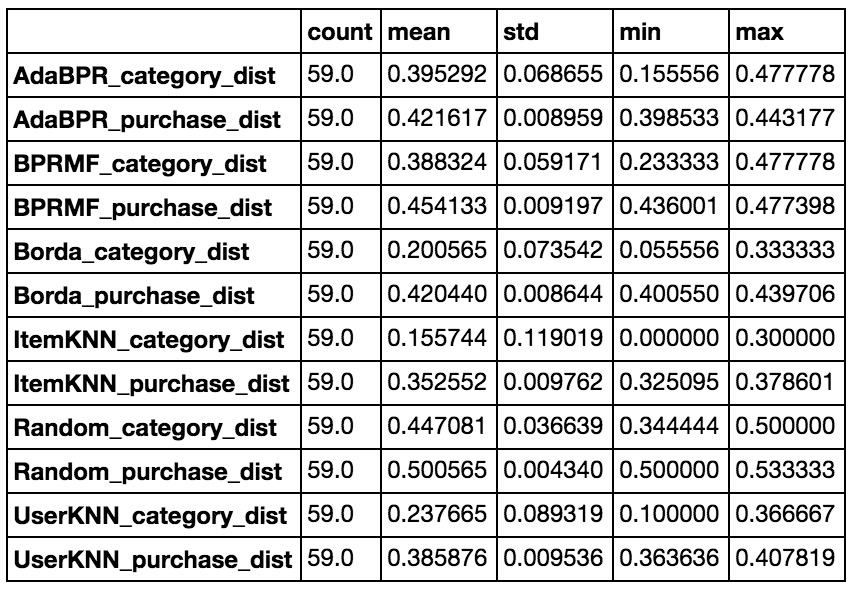 count mean std min max
AdaBPR_category_dist 59.0 0.395292 0.068655 0.155556 0.477778
AdaBPR_purchase_dist 59.0 0.421617 0.008959 0.398533 0.443177
BPRMF_category_dist 59.0 0.388324 0.059171 0.233333 0.477778
BPRMF_purchase_dist 59.0 0.454133 0.009197 0.436001 0.477398
Borda_category_dist 59.0 0.200565 0.073542 0.055556 0.333333
Borda_purchase_dist 59.0 0.420440 0.008644 0.400550 0.439706
ItemKNN_category_dist 59.0 0.155744 0.119019 0.000000 0.300000
ItemKNN_purchase_dist 59.0 0.352552 0.009762 0.325095 0.378601
Random_category_dist 59.0 0.447081 0.036639 0.344444 0.500000
Random_purchase_dist 59.0 0.500565 0.004340 0.500000 0.533333
UserKNN_category_dist 59.0 0.237665 0.089319 0.100000 0.366667
UserKNN_purchase_dist 59.0 0.385876 0.009536 0.363636 0.407819